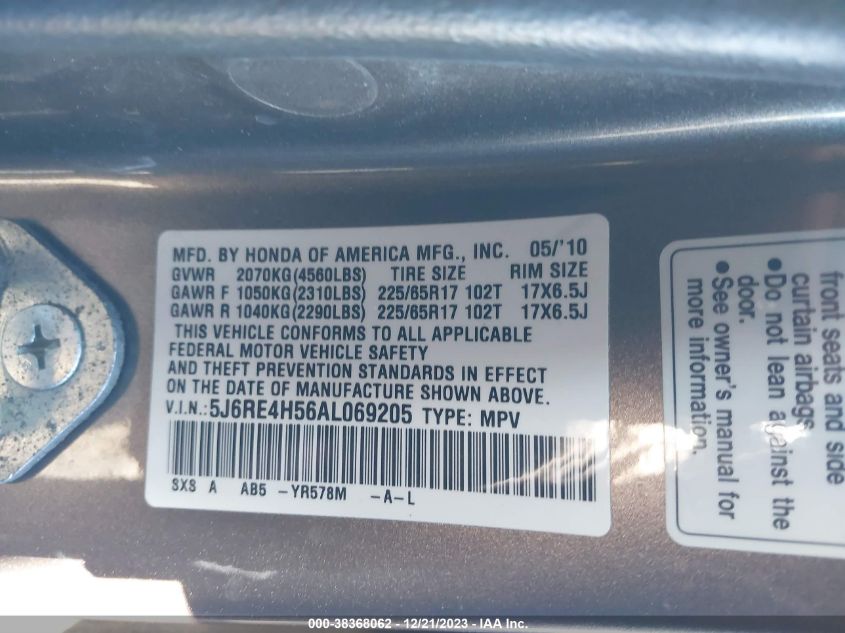 MFD. BY HONDA OF AMERICA MFG., INC. 05/'10
GVWR 2070KG(4560LBS) TIRE SIZE RIM SIZE
GAWR F 1050KG(2310LBS) 225/65R17 102T 17X6.5J
GAWR R 1040KG(2290LBS) 225/65R17 102T 17X6.5J
THIS VEHICLE CONFORMS TO ALL APPLICABLE
FEDERAL MOTOR VEHICLE SAFETY
AND THEFT PREVENTION STANDARDS IN EFFECT
ON THE DATE OF MANUFACTURE SHOWN ABOVE.
V.I.N.:5J6RE4H56AL069205 TYPE: MPV
SXS A AB5 -YR578M -A-L
front seats and side
curtain airbags.
•Do not lean against the
door.
•See owner's manual for
more information.
000-38368062 - 12/21/2023 - IAA Inc.